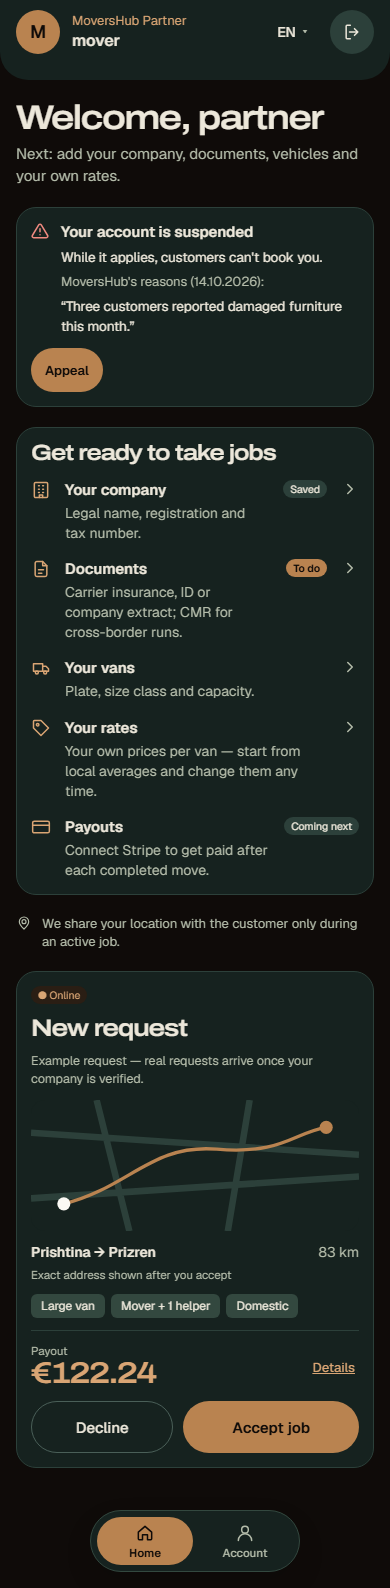 M
MoversHub Partner
mover
EN
Welcome, partner
Next: add your company, documents, vehicles and
your own rates.
Your account is suspended
While it applies, customers can't book you.
MoversHub's reasons (14.10.2026):
“Three customers reported damaged furniture
this month.”
Appeal
Get ready to take jobs
Your company
Saved
Legal name, registration and
tax number.
Documents
To do
Carrier insurance, ID or
company extract; CMR for
cross-border runs.
Your vans
Plate, size class and capacity.
Your rates
Your own prices per van — start from
local averages and change them any
time.
Payouts
Coming next
Connect Stripe to get paid after
each completed move.
We share your location with the customer only during
an active job.
Online
New request
Example request — real requests arrive once your
company is verified.
Prishtina → Prizren
83 km
Exact address shown after you accept
Large van
Mover + 1 helper
Domestic
Payout
€122.24
Details
Decline
Accept job
Home
Account